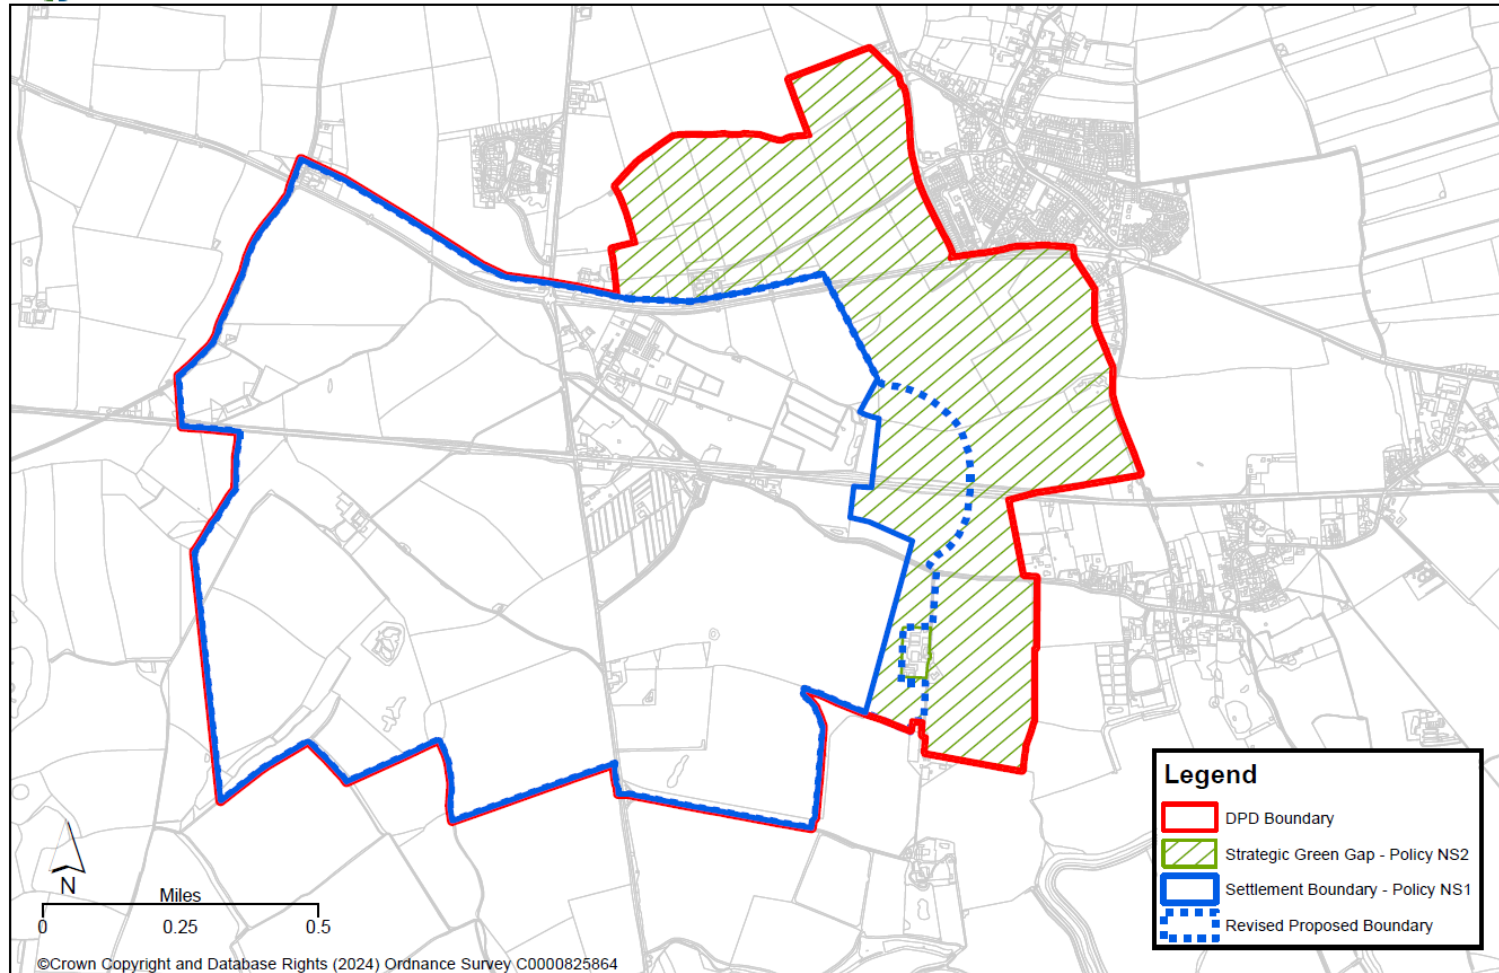 Legend
DPD Boundary
Strategic Green Gap - Policy NS2
Settlement Boundary - Policy NS1
Revised Proposed Boundary
N
Miles
0 0.25 0.5
©Crown Copyright and Database Rights (2024) Ordnance Survey C0000825864